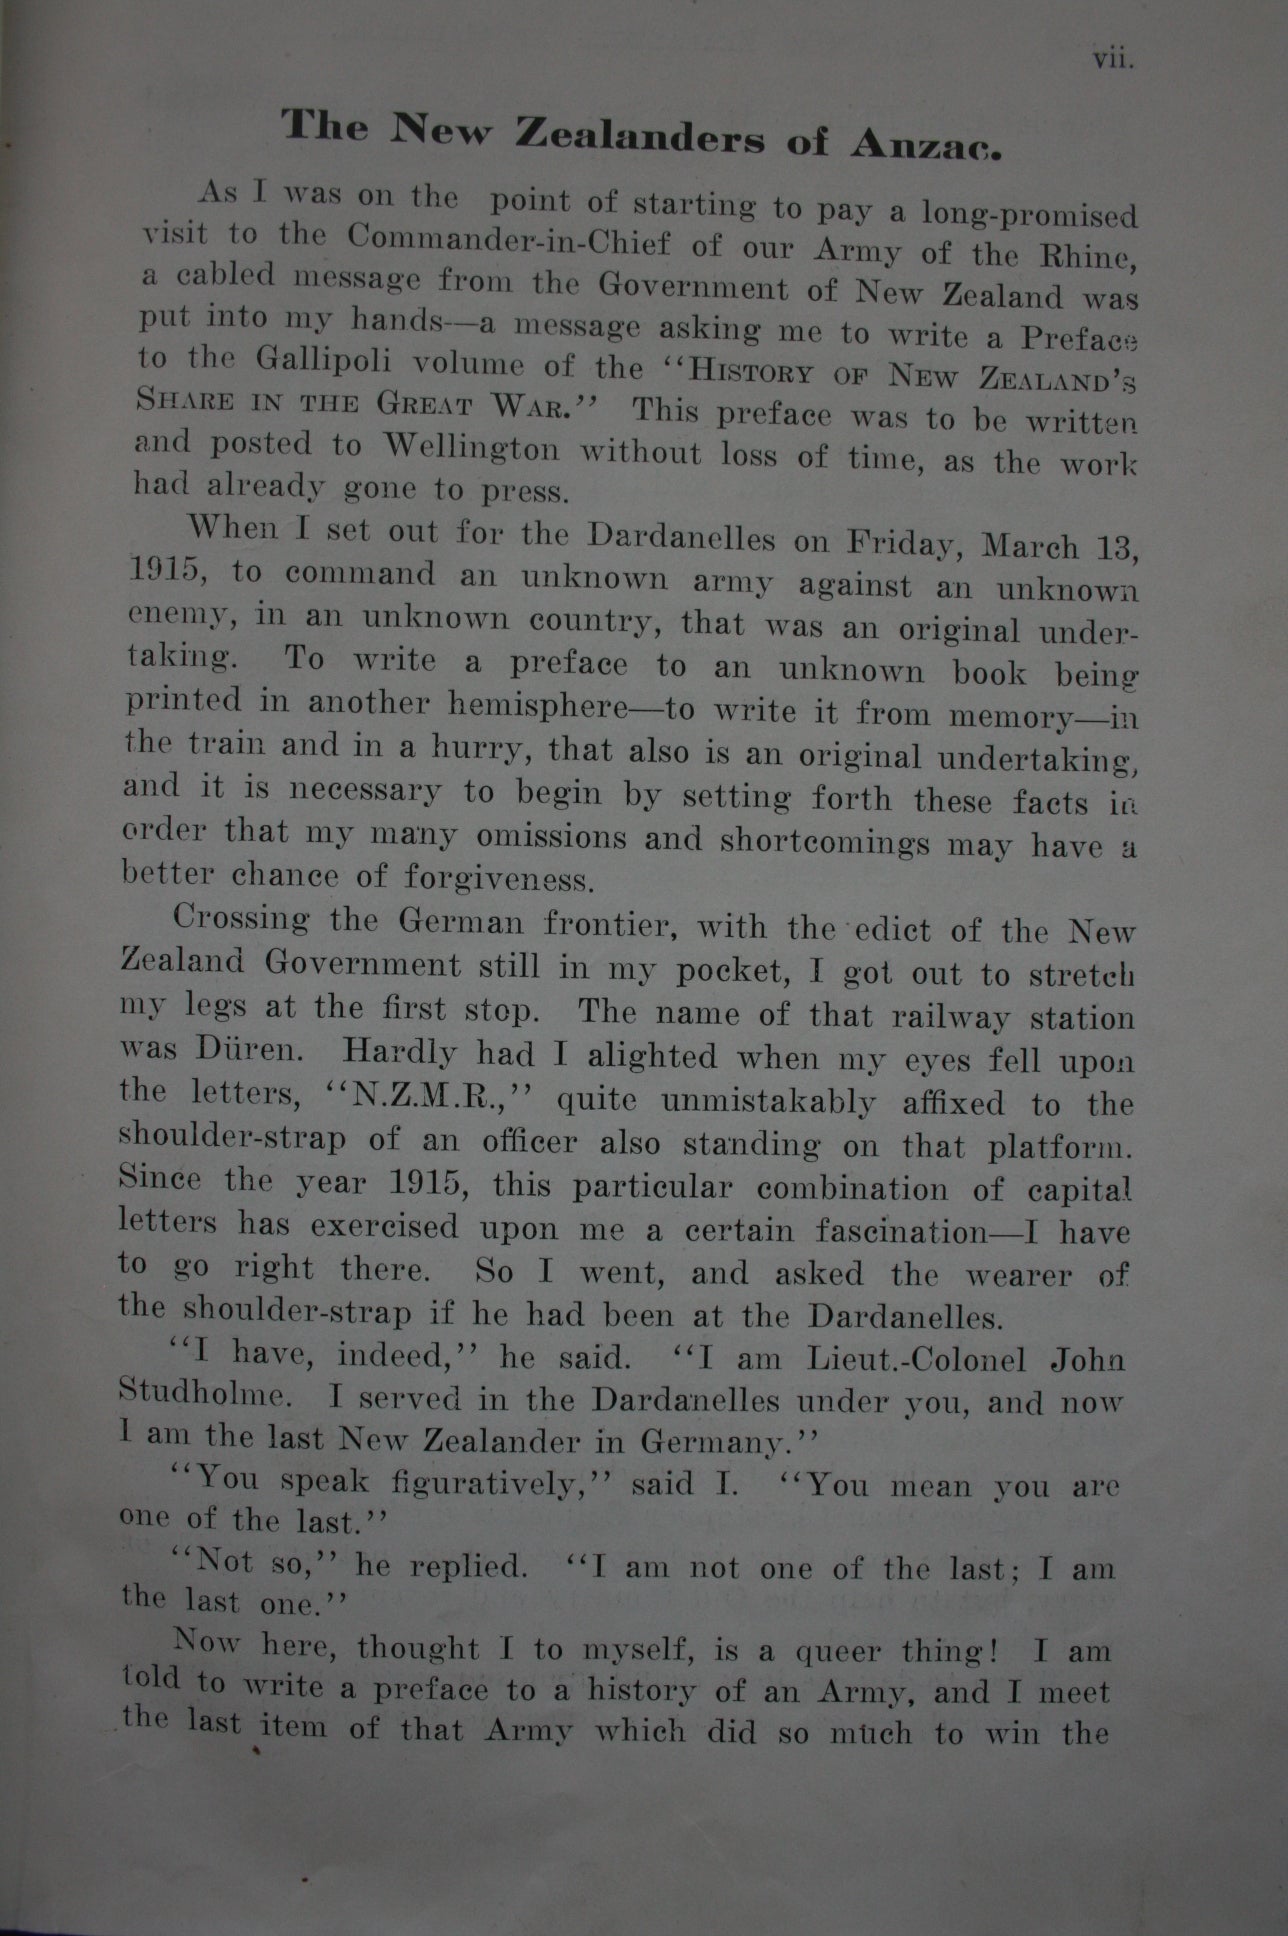 vii.
The New Zealanders of Anzac.
As I was on the point of starting to pay a long-promised
visit to the Commander-in-Chief of our Army of the Rhine,
a cabled message from the Government of New Zealand was
put into my hands—a message asking me to write a Preface
to the Gallipoli volume of the "HISTORY OF NEW ZEALAND'S
SHARE IN THE GREAT WAR." This preface was to be written
and posted to Wellington without loss of time, as the work
had already gone to press.
When I set out for the Dardanelles on Friday, March 13,
1915, to command an unknown army against an unknown
enemy, in an unknown country, that was an original under-
taking. To write a preface to an unknown book being
printed in another hemisphere—to write it from memory—in
the train and in a hurry, that also is an original undertaking,
and it is necessary to begin by setting forth these facts in
order that my many omissions and shortcomings may have a
better chance of forgiveness.
Crossing the German frontier, with the edict of the New
Zealand Government still in my pocket, I got out to stretch
my legs at the first stop. The name of that railway station
was Düren. Hardly had I alighted when my eyes fell upon
the letters, "N.Z.M.R.," quite unmistakably affixed to the
shoulder-strap of an officer also standing on that platform.
Since the year 1915, this particular combination of capital
letters has exercised upon me a certain fascination—I have
to go right there. So I went, and asked the wearer of
the shoulder-strap if he had been at the Dardanelles.
"I have, indeed," he said. "I am Lieut.-Colonel John
Studholme. I served in the Dardanelles under you, and now
I am the last New Zealander in Germany."
"You speak figuratively," said I. "You mean you are
one of the last."
"Not so," he replied. "I am not one of the last; I am
the last one."
Now here, thought I to myself, is a queer thing! I am
told to write a preface to a history of an Army, and I meet
the last item of that Army which did so much to win the